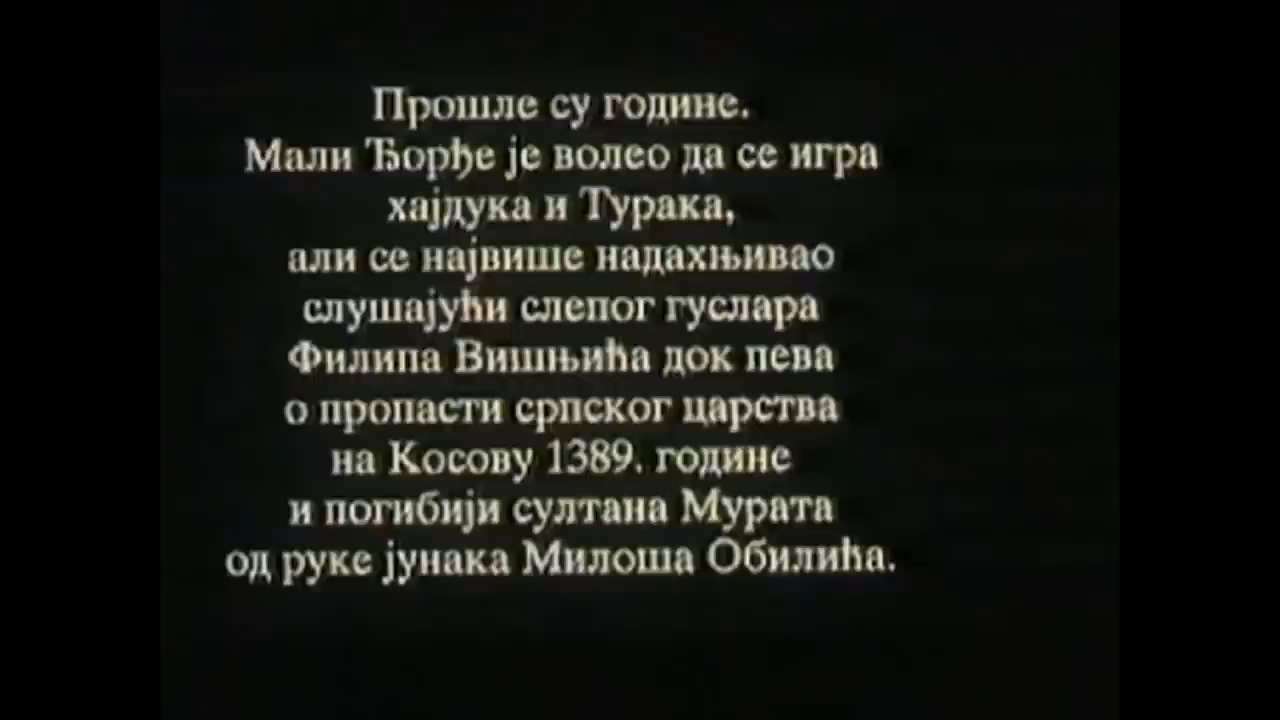 Прошле су године.
Мали Ђорђе је волео да се игра
хајдука и Турака,
али се највише надахњивао
слушајући слепог гуслара
Филипа Вишњића док пева
о пропасти српског царства
на Косову 1389. године
и погибији султана Мурата
од руке јунака Милоша Обилића.